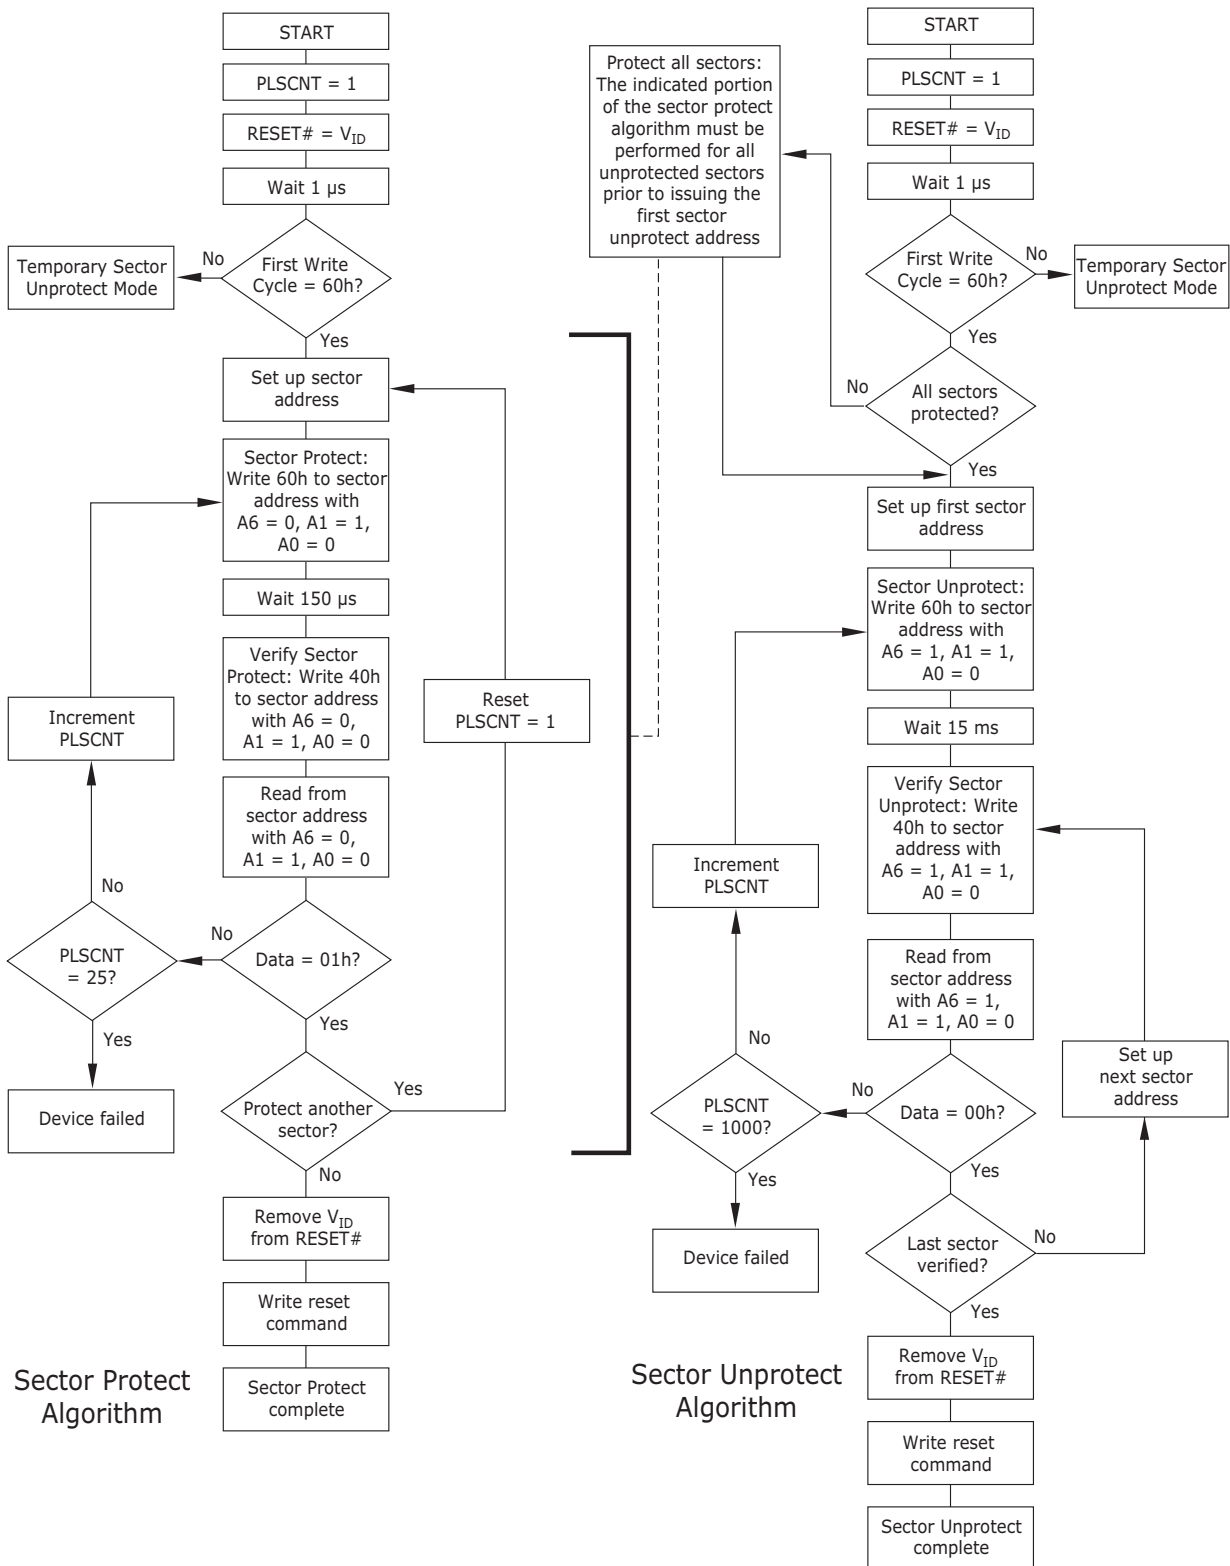 START
PLSCNT = 1
RESET# = VID
Wait 1 µs
First Write
Cycle = 60h?
No
Temporary Sector
Unprotect Mode
Yes
Set up sector
address
Sector Protect:
Write 60h to sector
address with
A6 = 0, A1 = 1,
A0 = 0
Wait 150 µs
Verify Sector
Protect: Write 40h
to sector address
with A6 = 0,
A1 = 1, A0 = 0
Reset
PLSCNT = 1
Increment
PLSCNT
Read from
sector address
with A6 = 0,
A1 = 1, A0 = 0
No
PLSCNT
= 25?
No
Data = 01h?
Yes
Yes
Device failed
Protect another
sector?
Yes
No
Remove VID
from RESET#
Write reset
command
Sector Protect
complete
Sector Protect
Algorithm
Protect all sectors:
The indicated portion
of the sector protect
algorithm must be
performed for all
unprotected sectors
prior to issuing the
first sector
unprotect address
START
PLSCNT = 1
RESET# = VID
Wait 1 µs
First Write
Cycle = 60h?
No
Temporary Sector
Unprotect Mode
Yes
No
All sectors
protected?
Yes
Set up first sector
address
Sector Unprotect:
Write 60h to sector
address with
A6 = 1, A1 = 1,
A0 = 0
Wait 15 ms
Verify Sector
Unprotect: Write
40h to sector
address with
A6 = 1, A1 = 1,
A0 = 0
Increment
PLSCNT
Read from
sector address
with A6 = 1,
A1 = 1, A0 = 0
No
PLSCNT
= 1000?
No
Data = 00h?
Set up
next sector
address
Yes
Yes
Device failed
Last sector
verified?
No
Yes
Remove VID
from RESET#
Write reset
command
Sector Unprotect
complete
Sector Unprotect
Algorithm